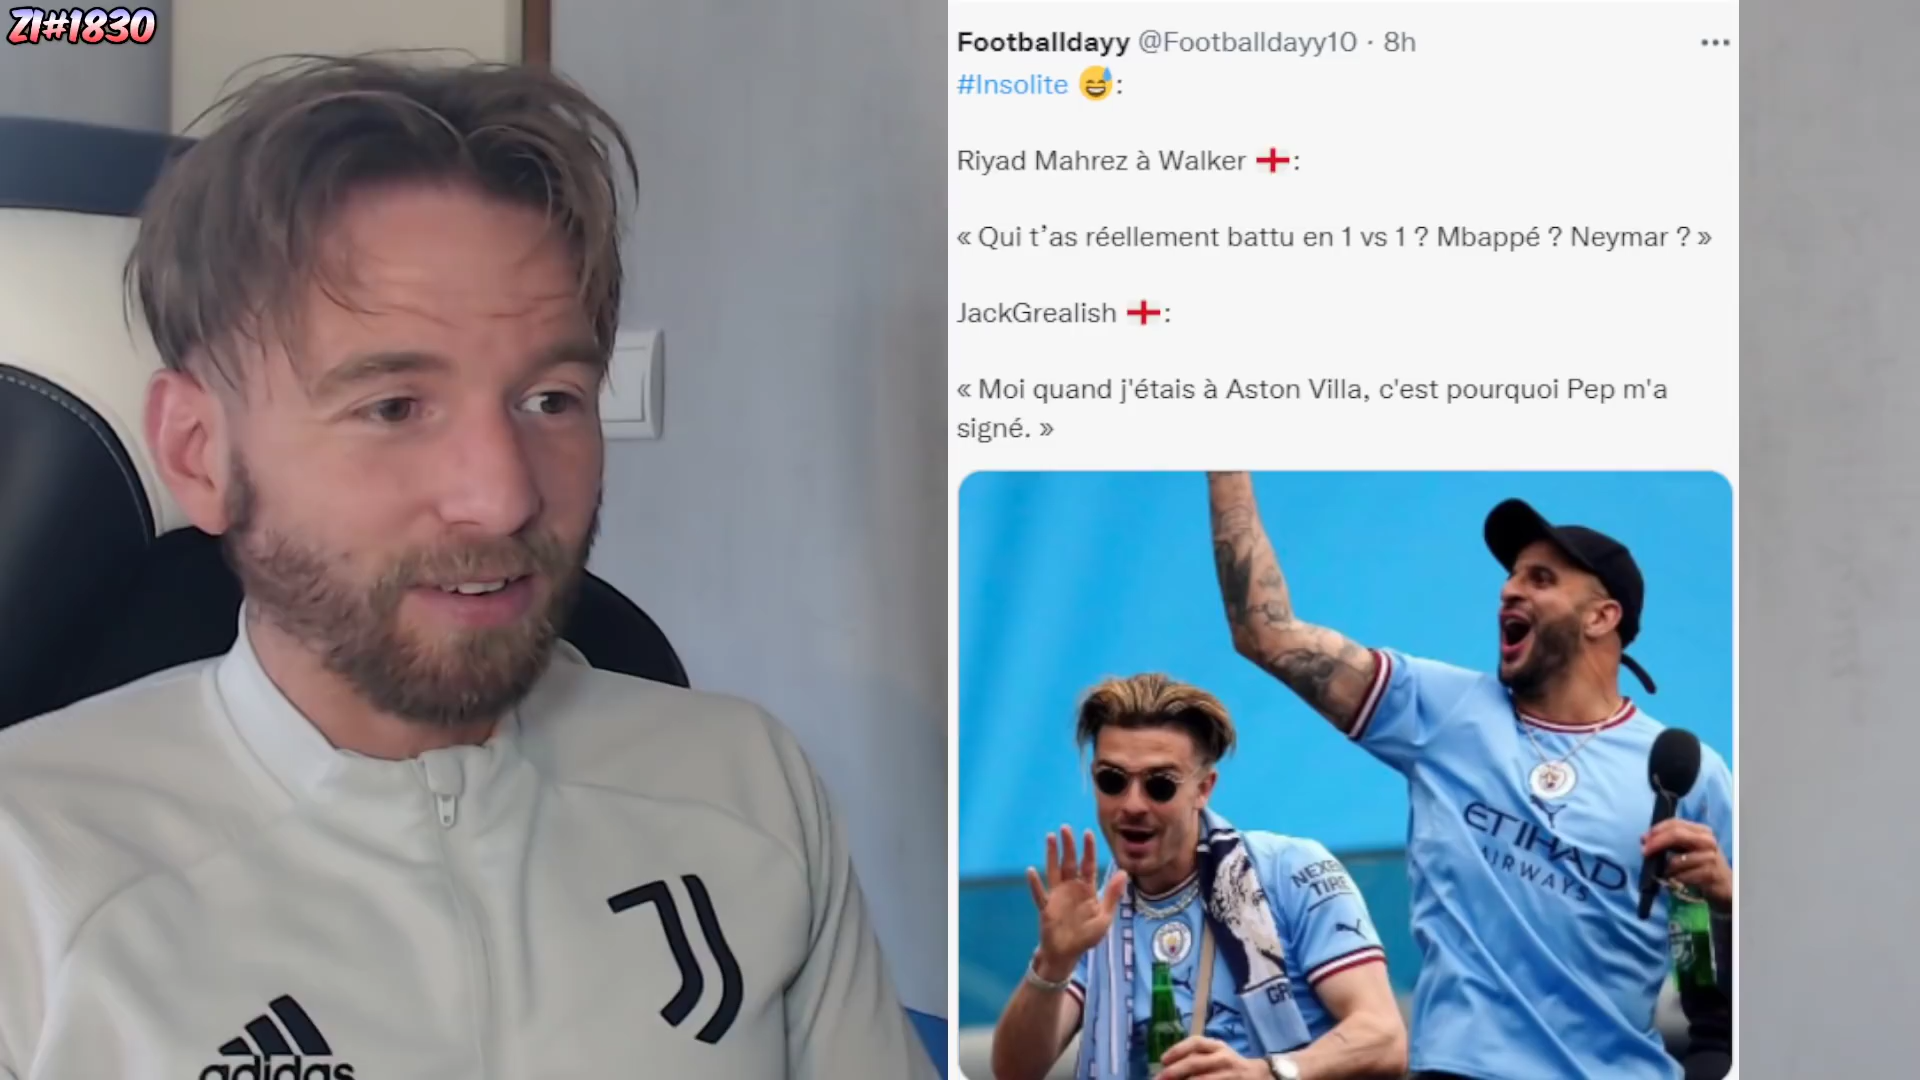 ZI#1830
Footballdayy @Footballdayy10 · 8h
#Insolite 😅:
Riyad Mahrez à Walker 🏴󠁧󠁢󠁥󠁮󠁧󠁿:
« Qui t’as réellement battu en 1 vs 1 ? Mbappé ? Neymar ? »
JackGrealish 🏴󠁧󠁢󠁥󠁮󠁧󠁿:
« Moi quand j'étais à Aston Villa, c'est pourquoi Pep m'a
signé. »
ETIHAD
AIRWAYS
TIRE
adidas